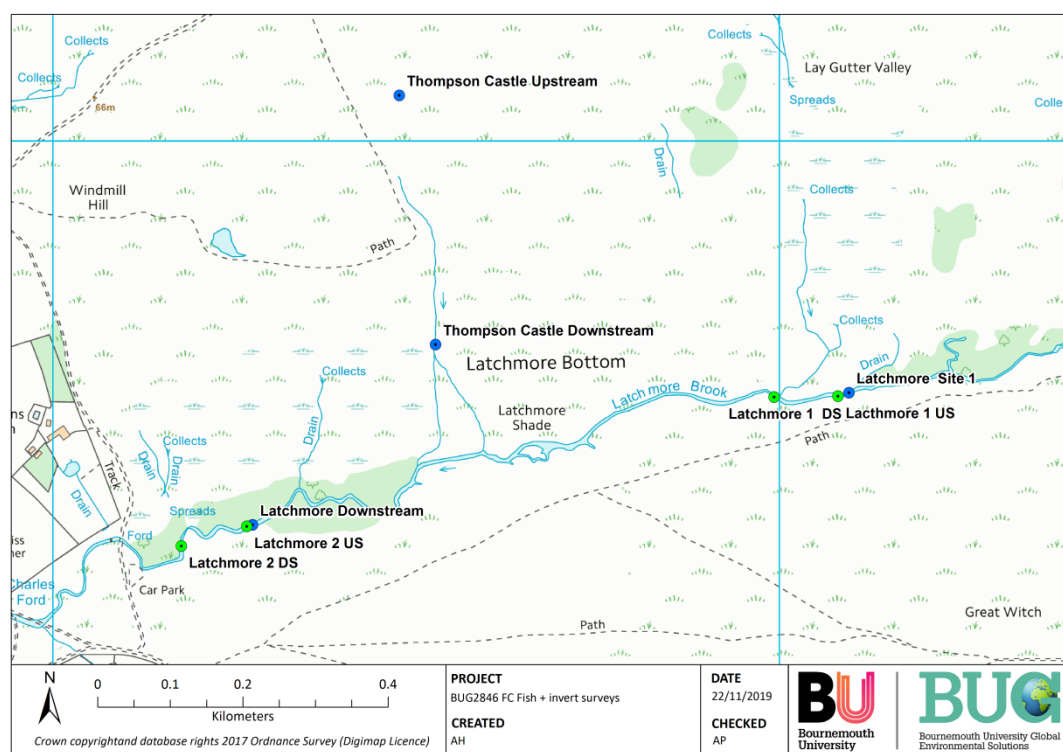 Collects
Collects
Collects
66m
Thompson Castle Upstream
Lay Gutter Valley
Spreads
Drain
Windmill
Hill
Collects
Path
Thompson Castle Downstream
Latchmore Bottom
Collects
Drain
Latchmore Site 1
Latchmore Brook
Latchmore 1 DS
Lacthmore 1 US
Path
Collects
Latchmore
Shade
Drain
Collects
Drain
Drain
Track
Drain
Spreads
Latchmore Downstream
Ford
Latchmore 2 US
Latchmore 2 DS
Car Park
Charles
Ford
Great Witch
Path
N
0 0.1 0.2 0.4
Kilometers
Crown copyrightand database rights 2017 Ordnance Survey (Digimap Licence)
PROJECT
BUG2846 FC Fish + invert surveys
CREATED
AH
DATE
22/11/2019
CHECKED
AP
BU
Bournemouth
University
BUG
Bournemouth University Global
Environmental Solutions